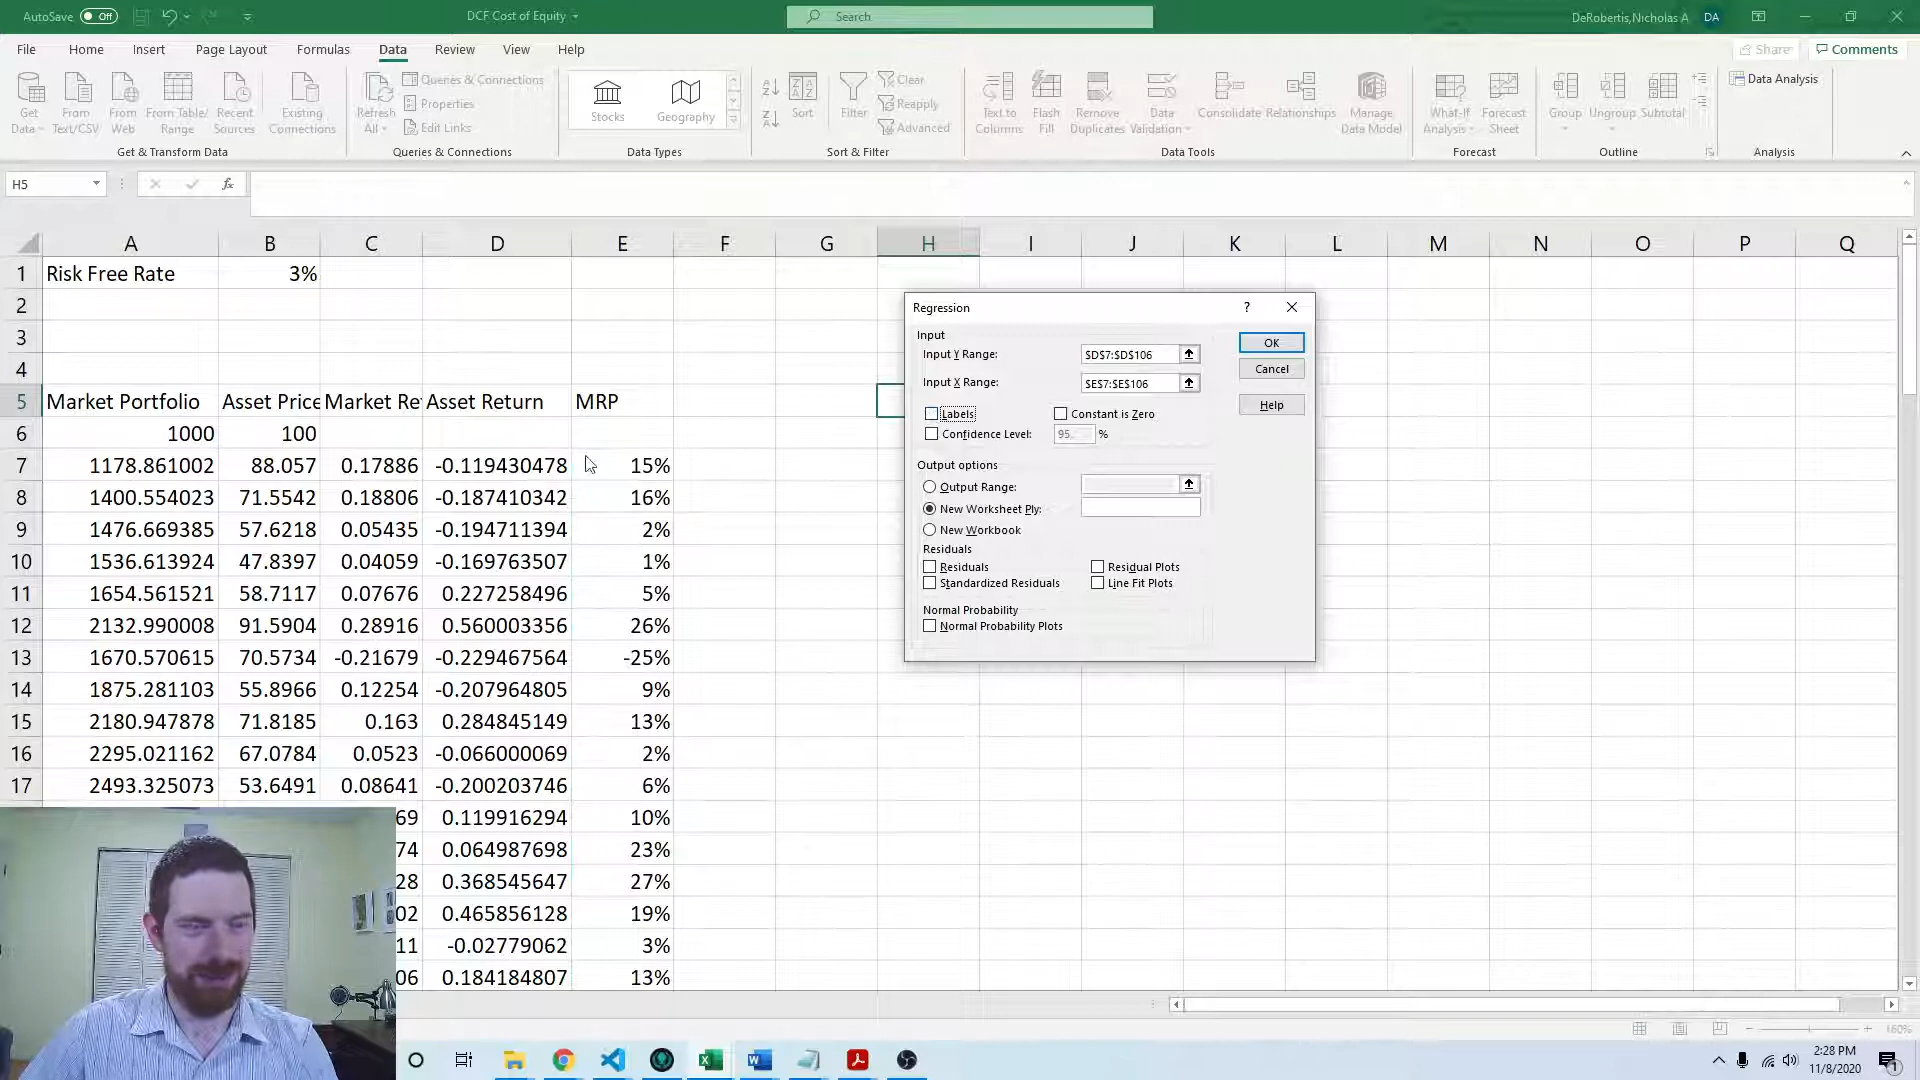 AutoSave Off DCF Cost of Equity Search DeRobertis,Nicholas A DA
File Home Insert Page Layout Formulas Data Review View Help Share Comments
Get Data From Text/CSV From Web From Table/ Range Recent Sources Existing Connections
Get & Transform Data
Refresh All Queries & Connections
Properties
Edit Links
Queries & Connections
Stocks Geography
Data Types
Sort Filter Clear
Reapply
Advanced
Sort & Filter
Text to Columns Flash Fill Remove Duplicates Data Validation Consolidate Relationships Manage Data Model
Data Tools
What-If Analysis Forecast Sheet
Forecast
Group Ungroup Subtotal
Outline
Data Analysis
Analysis
H5 fx
A B C D E F G H I J K L M N O P Q
1 Risk Free Rate 3%
2
3
4
5 Market Portfolio Asset Price Market Re Asset Return MRP
6 1000 100
7 1178.861002 88.057 0.17886 -0.119430478 15%
8 1400.554023 71.5542 0.18806 -0.187410342 16%
9 1476.669385 57.6218 0.05435 -0.194711394 2%
10 1536.613924 47.8397 0.04059 -0.169763507 1%
11 1654.561521 58.7117 0.07676 0.227258496 5%
12 2132.990008 91.5904 0.28916 0.560003356 26%
13 1670.570615 70.5734 -0.21679 -0.229467564 -25%
14 1875.281103 55.8966 0.12254 -0.207964805 9%
15 2180.947878 71.8185 0.163 0.284845149 13%
16 2295.021162 67.0784 0.0523 -0.066000069 2%
17 2493.325073 53.6491 0.08641 -0.200203746 6%
69 0.119916294 10%
74 0.064987698 23%
28 0.368545647 27%
02 0.465856128 19%
11 -0.02779062 3%
06 0.184184807 13%
Regression ?
Input
Input Y Range: $D$7:$D$106
Input X Range: $E$7:$E$106
Labels Constant is Zero
Confidence Level: 95 %
OK
Cancel
Help
Output options
Output Range:
New Worksheet Ply:
New Workbook
Residuals
Residuals Residual Plots
Standardized Residuals Line Fit Plots
Normal Probability
Normal Probability Plots
160%
2:28 PM
11/8/2020
1